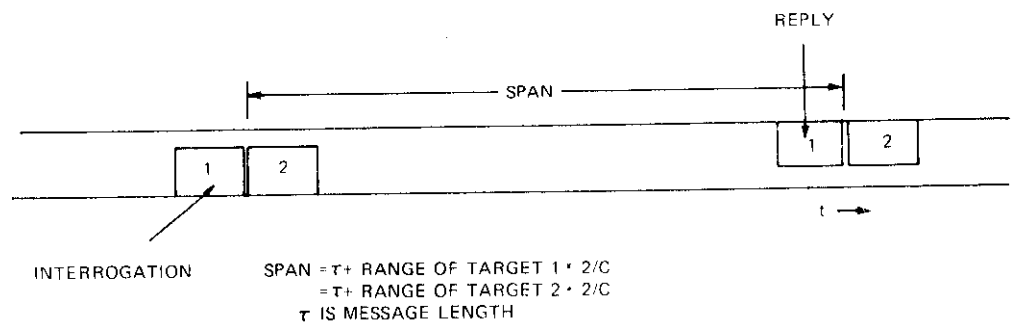 REPLY
SPAN
1 2
1 2
t
INTERROGATION
SPAN = τ + RANGE OF TARGET 1 • 2/C
= τ + RANGE OF TARGET 2 • 2/C
τ IS MESSAGE LENGTH